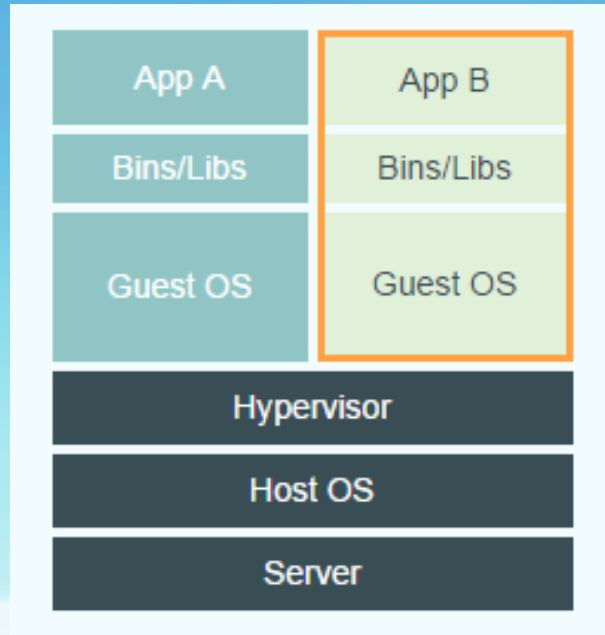 App A
App B
Bins/Libs
Bins/Libs
Guest OS
Guest OS
Hypervisor
Host OS
Server